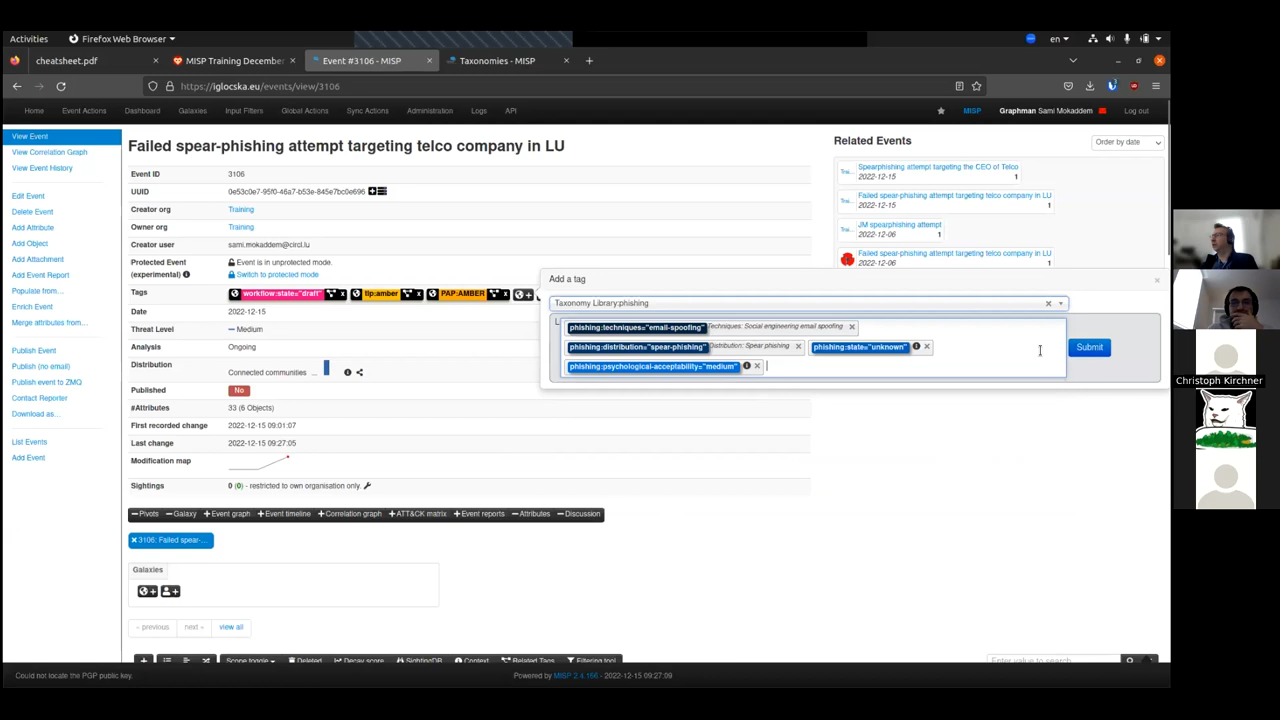 Activities
Firefox Web Browser
en
cheatsheet.pdf
MISP Training December
Event #3106 - MISP
Taxonomies - MISP
https://iglocska.eu/events/view/3106
Home Event Actions Dashboard Galaxies Input Filters Global Actions Sync Actions Administration Logs API
MISP Graphman Sami Mokaddem Log out
View Event
View Correlation Graph
View Event History
Edit Event
Delete Event
Add Attribute
Add Object
Add Attachment
Add Event Report
Populate from...
Enrich Event
Merge attributes from...
Publish Event
Publish (no email)
Publish event to ZMQ
Contact Reporter
Download as...
List Events
Add Event
Failed spear-phishing attempt targeting telco company in LU
Event ID 3106
UUID 0e53c0e7-95f0-46a7-b53e-845e7bc0e696
Creator org Training
Owner org Training
Creator user sami.mokaddem@circl.lu
Protected Event (experimental) Event is in unprotected mode.
Switch to protected mode
Tags workflow:state="draft" x tlp:amber x PAP:AMBER x
Date 2022-12-15
Threat Level Medium
Analysis Ongoing
Distribution Connected communities ...
Published No
#Attributes 33 (6 Objects)
First recorded change 2022-12-15 09:01:07
Last change 2022-12-15 09:27:05
Modification map
Sightings 0 (0) - restricted to own organisation only.
Pivots Galaxy +Event graph +Event timeline +Correlation graph +ATT&CK matrix +Event reports Attributes Discussion
3106: Failed spear-...
Galaxies
« previous next » view all
Scope toggle Deleted Decay score SightingDB Context Related Tags Filtering tool
Enter value to search
Related Events
Order by date
Spearphishing attempt targeting the CEO of Telco
2022-12-15 1
Failed spear-phishing attempt targeting telco company in LU
2022-12-15 1
JM spearphishing attempt
2022-12-06 1
Failed spear-phishing attempt targeting telco company in LU
2022-12-06 1
Add a tag
Taxonomy Library:phishing
phishing:techniques="email-spoofing" Techniques: Social engineering email spoofing
phishing:distribution="spear-phishing" Distribution: Spear phishing
phishing:state="unknown"
phishing:psychological-acceptability="medium"
Submit
Christoph Kirchner
Could not locate the PGP public key.
Powered by MISP 2.4.166 - 2022-12-15 09:27:09